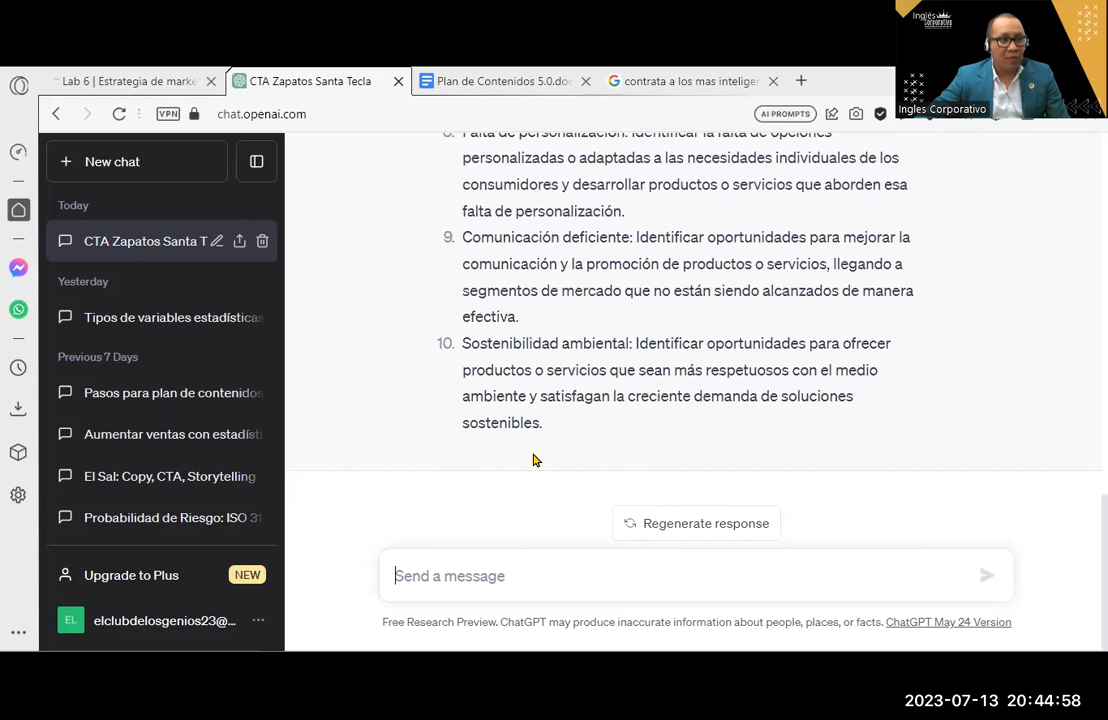 Inglés
Corporativo
Ingles Corporativo
Lab 6 | Estrategia de marke
CTA Zapatos Santa Tecla
Plan de Contenidos 5.0.doc
contrata a los mas inteliger
VPN
chat.openai.com
AI PROMPTS
New chat
Today
CTA Zapatos Santa T
Yesterday
Tipos de variables estadísticas
Previous 7 Days
Pasos para plan de contenidos
Aumentar ventas con estadísti
El Sal: Copy, CTA, Storytelling
Probabilidad de Riesgo: ISO 31
Upgrade to Plus
NEW
EL
elclubdelosgenios23@...
8. Falta de personalización: Identificar la falta de opciones
personalizadas o adaptadas a las necesidades individuales de los
consumidores y desarrollar productos o servicios que aborden esa
falta de personalización.
9. Comunicación deficiente: Identificar oportunidades para mejorar la
comunicación y la promoción de productos o servicios, llegando a
segmentos de mercado que no están siendo alcanzados de manera
efectiva.
10. Sostenibilidad ambiental: Identificar oportunidades para ofrecer
productos o servicios que sean más respetuosos con el medio
ambiente y satisfagan la creciente demanda de soluciones
sostenibles.
Regenerate response
Send a message
Free Research Preview. ChatGPT may produce inaccurate information about people, places, or facts. ChatGPT May 24 Version
2023-07-13 20:44:58